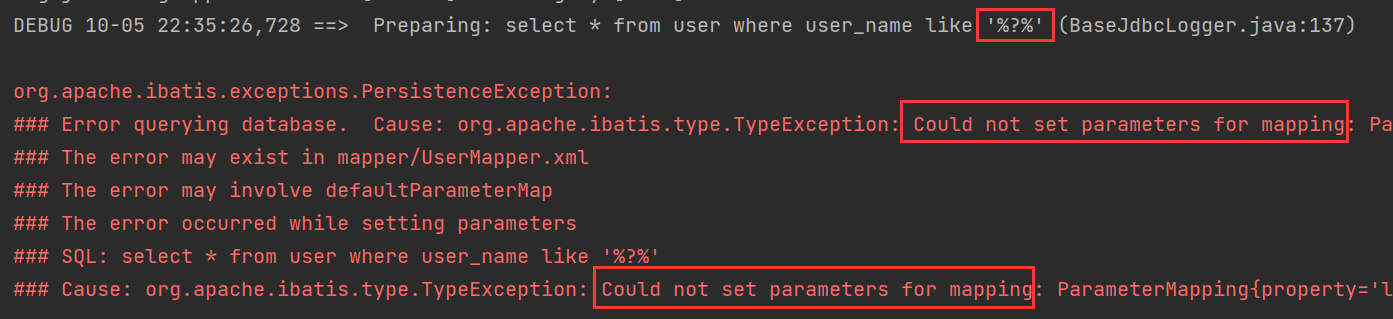 DEBUG 10-05 22:35:26,728 ==>  Preparing: select * from user where user_name like '%?%' (BaseJdbcLogger.java:137)
org.apache.ibatis.exceptions.PersistenceException:
### Error querying database.  Cause: org.apache.ibatis.type.TypeException: Could not set parameters for mapping: Pa
### The error may exist in mapper/UserMapper.xml
### The error may involve defaultParameterMap
### The error occurred while setting parameters
### SQL: select * from user where user_name like '%?%'
### Cause: org.apache.ibatis.type.TypeException: Could not set parameters for mapping: ParameterMapping{property='l